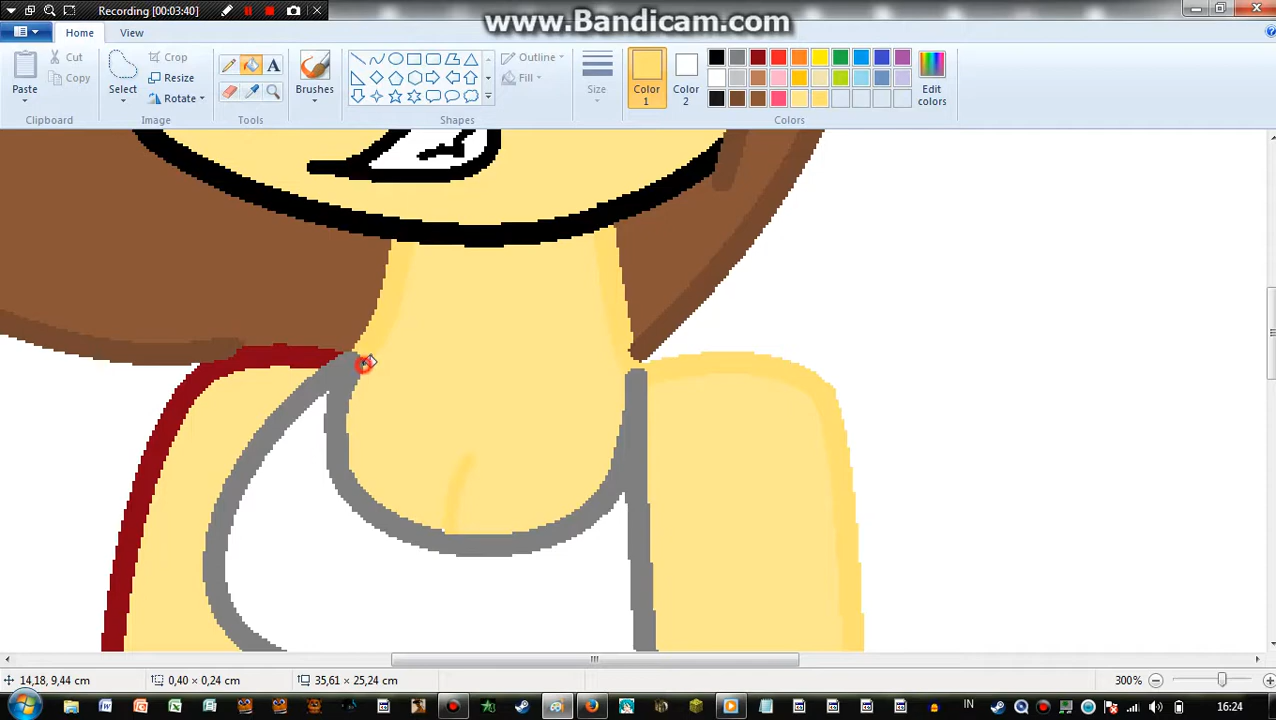 Recording [00:03:40]
www.Bandicam.com
Home
View
Cut
Copy
Paste
Clipboard
Select
Crop
Resize
Rotate
Image
Tools
Brushes
Outline
Fill
Shapes
Size
Color 1
Color 2
Edit colors
Colors
14,18, 9,44 cm
0,40 × 0,24 cm
35,61 × 25,24 cm
300%
IN
16:24